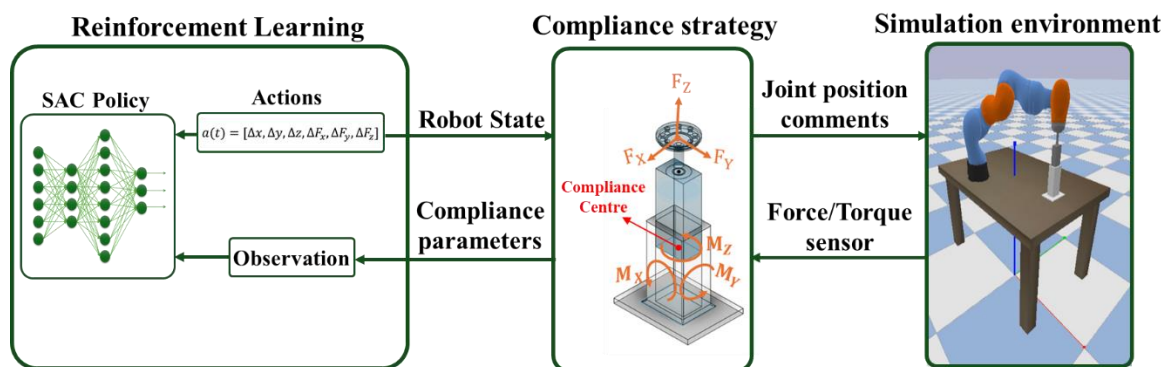 Reinforcement Learning
SAC Policy
Actions
a(t) = [Δx, Δy, Δz, ΔFx, ΔFy, ΔFz]
Observation
Robot State
Compliance
parameters
Compliance strategy
FZ
FX
FY
Compliance
Centre
MZ
MX
MY
Joint position
comments
Force/Torque
sensor
Simulation environment